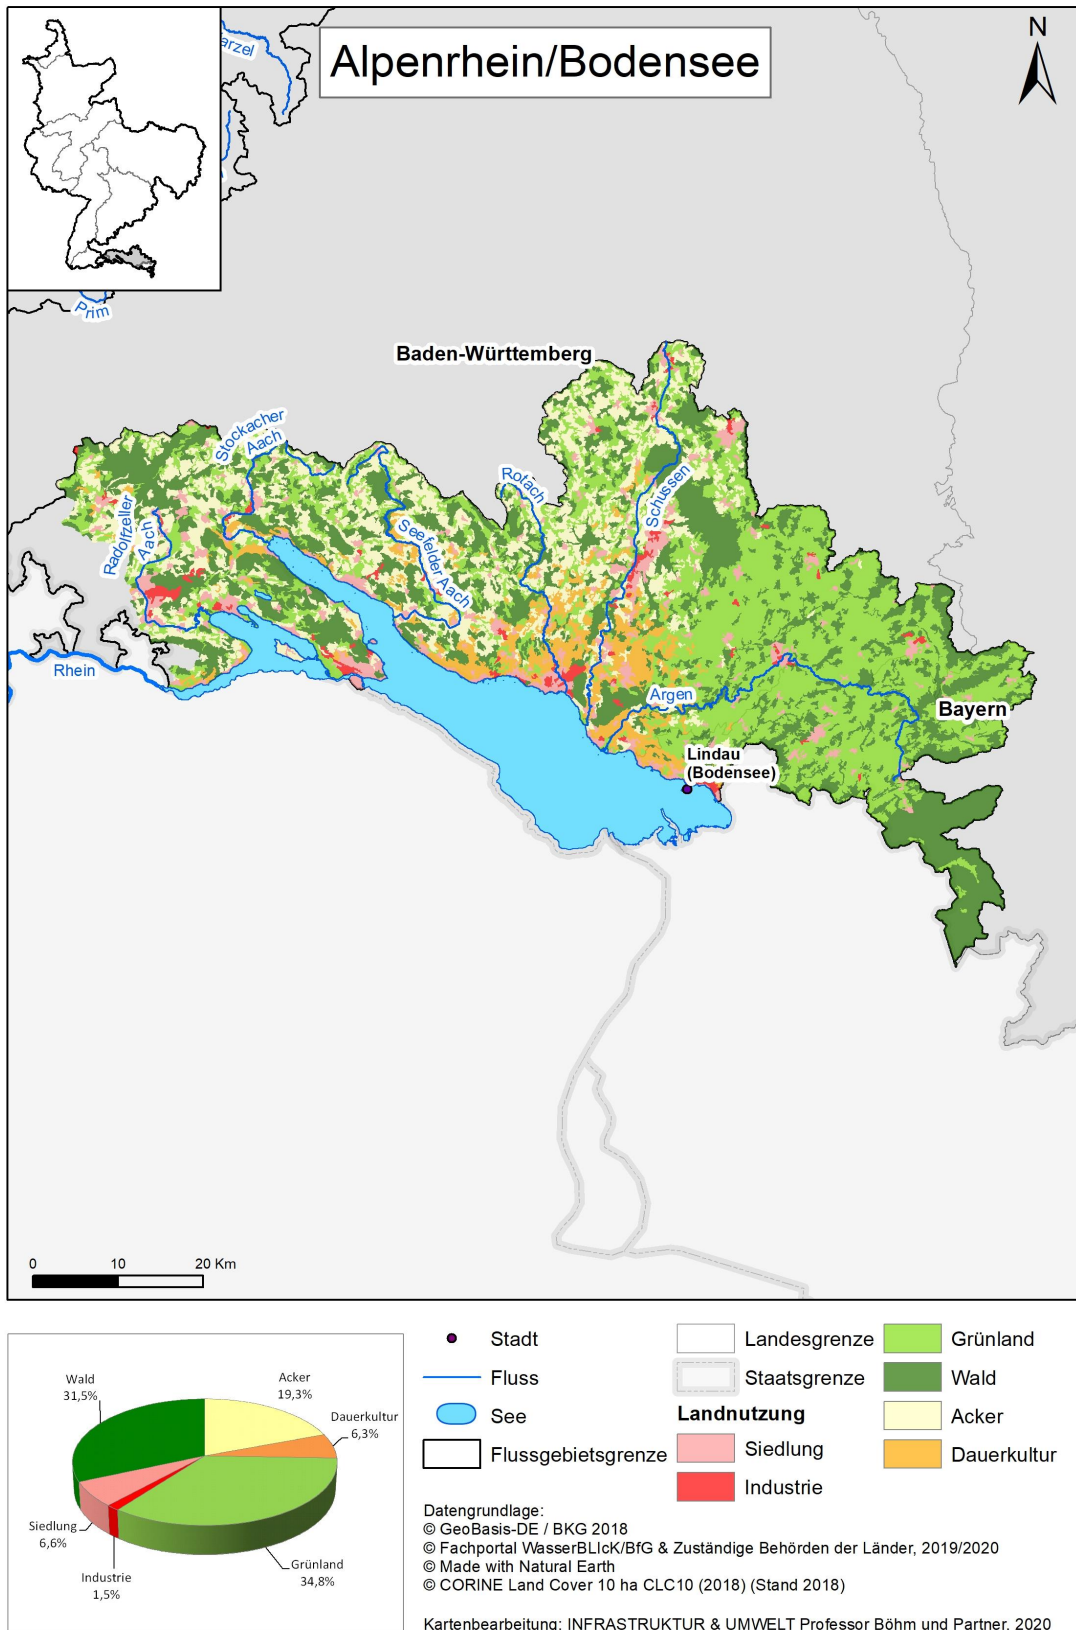 Alpenrhein/Bodensee
N
Prim
Baden-Württemberg
Stockacher
Aach
Radolfzeller
Aach
Seefelder Aach
Rotach
Schussen
Rhein
Argen
Bayern
Lindau
(Bodensee)
0 10 20 Km
Wald
31,5%
Acker
19,3%
Dauerkultur
6,3%
Siedlung
6,6%
Industrie
1,5%
Grünland
34,8%
Stadt
Fluss
See
Flussgebietsgrenze
Landesgrenze
Staatsgrenze
Landnutzung
Siedlung
Industrie
Grünland
Wald
Acker
Dauerkultur
Datengrundlage:
© GeoBasis-DE / BKG 2018
© Fachportal WasserBLIcK/BfG & Zuständige Behörden der Länder, 2019/2020
© Made with Natural Earth
© CORINE Land Cover 10 ha CLC10 (2018) (Stand 2018)
Kartenbearbeitung: INFRASTRUKTUR & UMWELT Professor Böhm und Partner, 2020